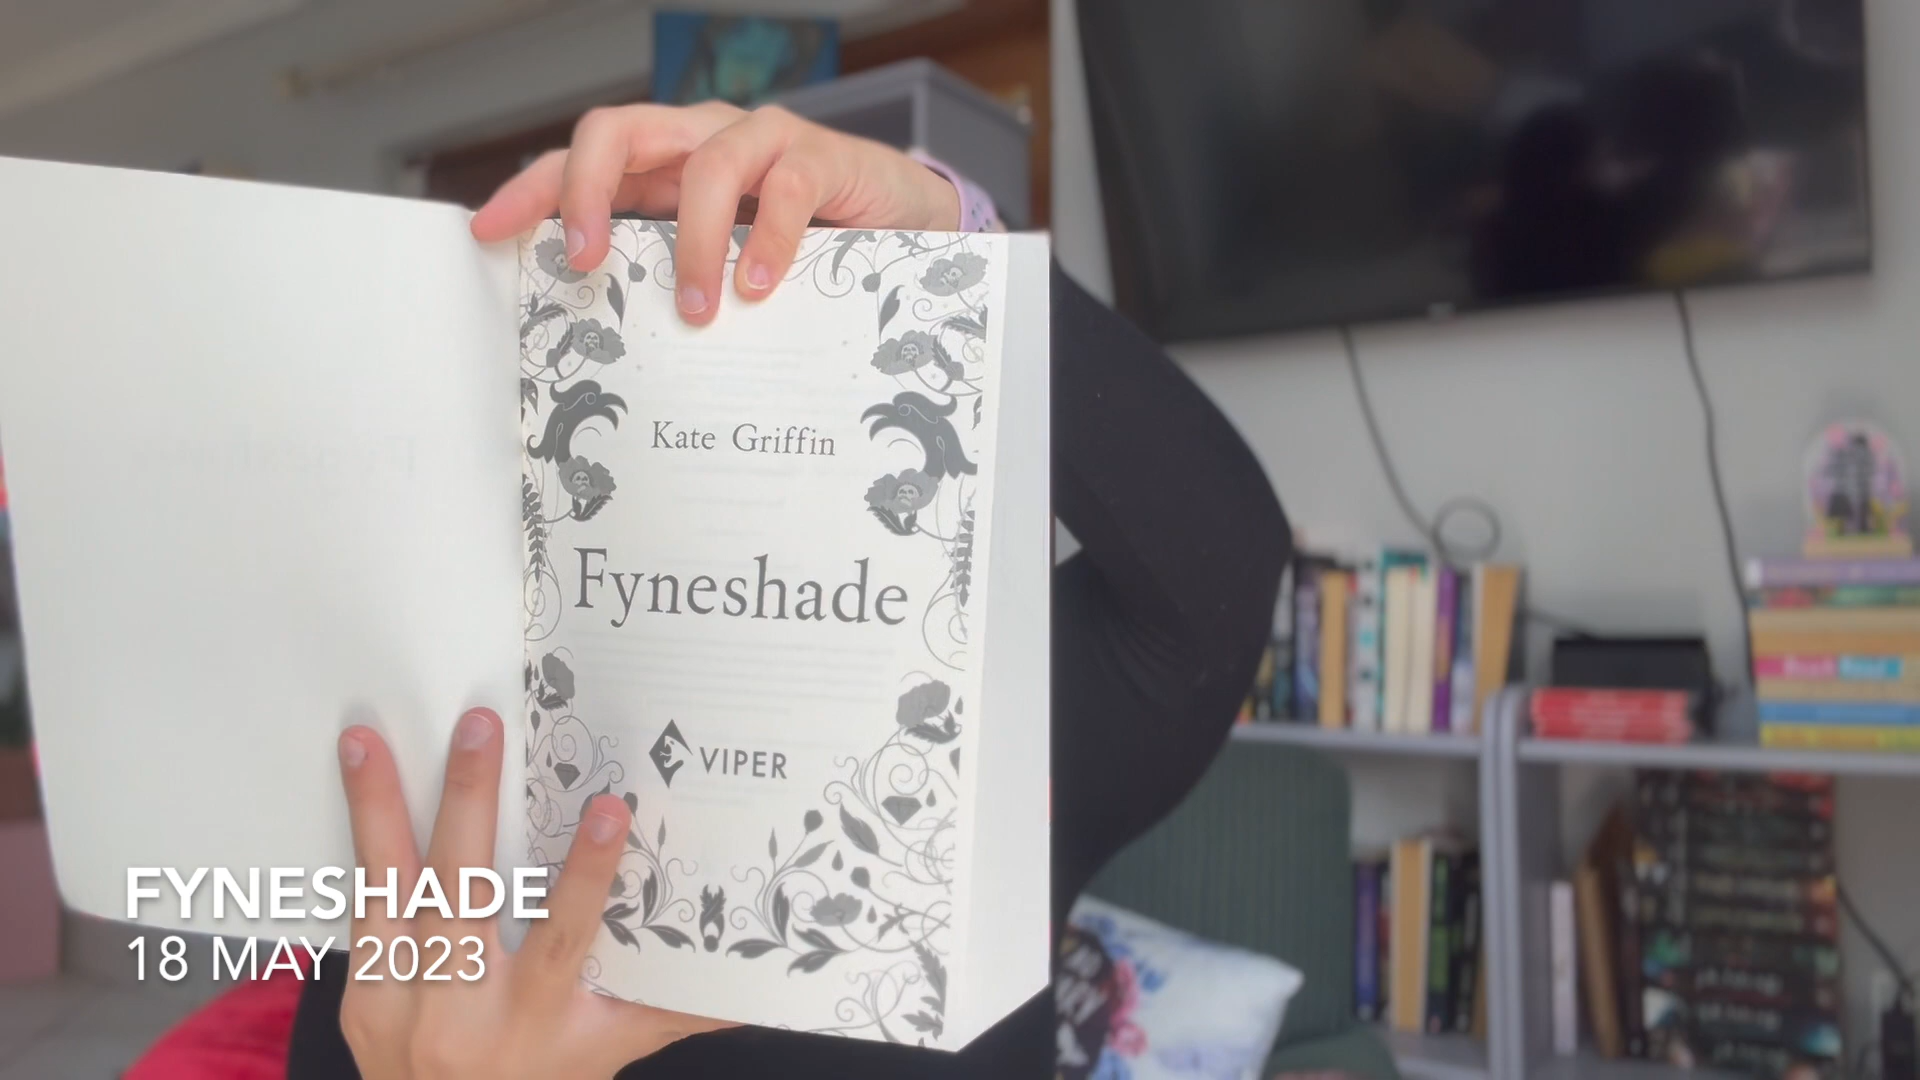 Kate Griffin
Fyneshade
VIPER
FYNESHADE
18 MAY 2023